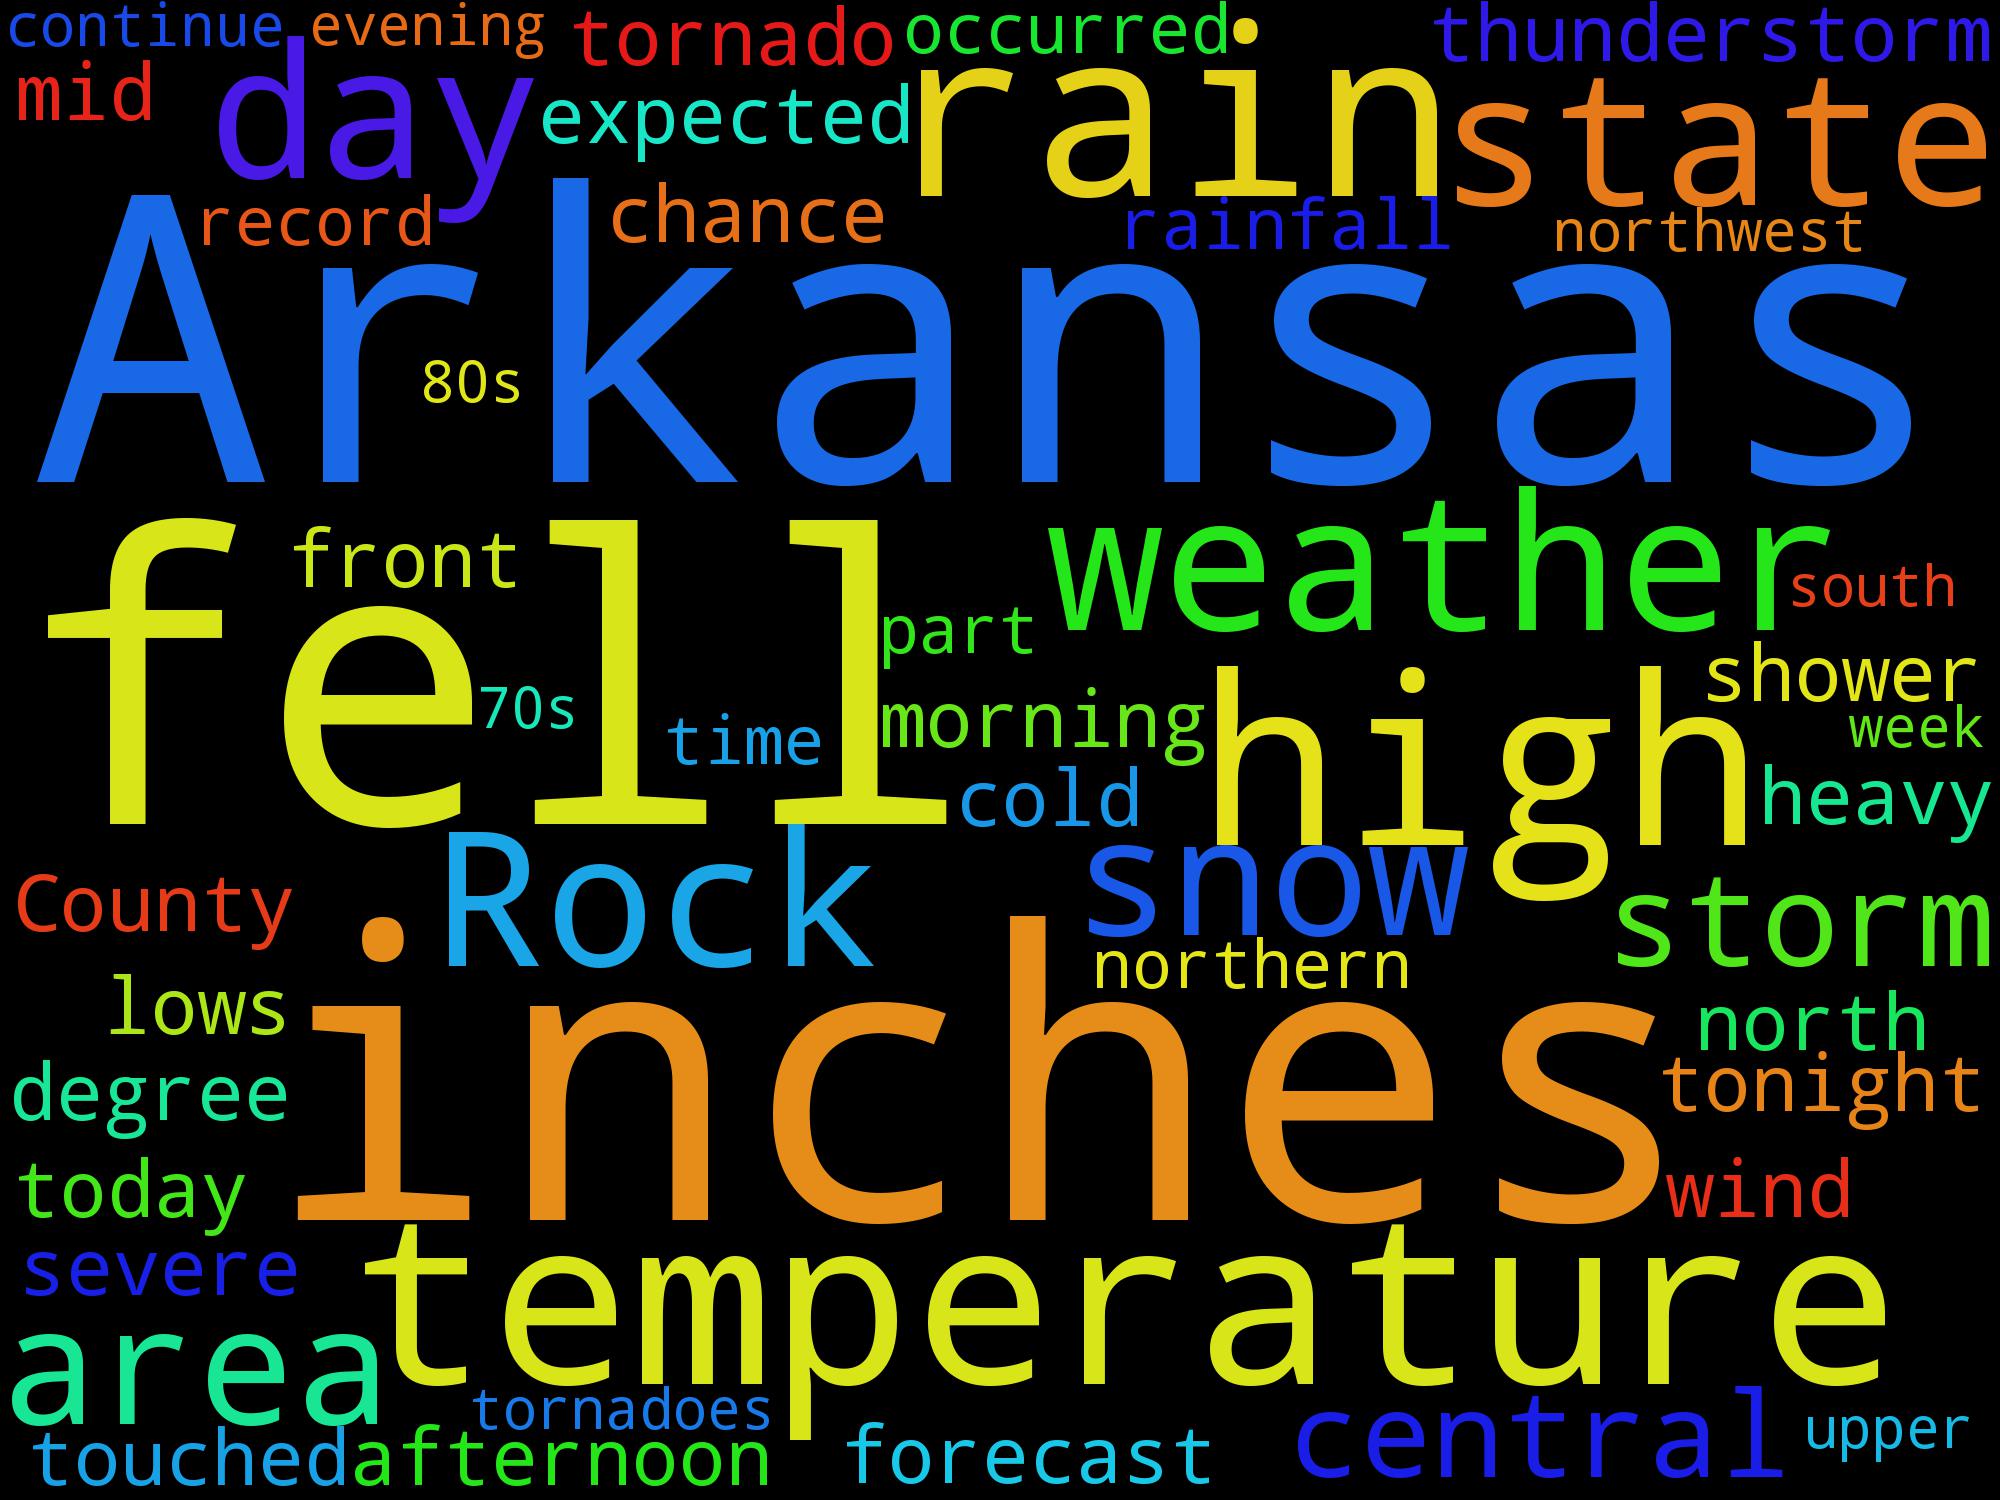 continue evening tornado occurred thunderstorm
mid day expected rain state
record chance rainfall northwest
Arkansas
80s
fell front weather
south
part
shower
70s time morning high week
cold heavy
County Rock snow storm
northern
lows inches north
degree tonight
today wind
severe temperature
area
tornadoes central upper
touched afternoon forecast